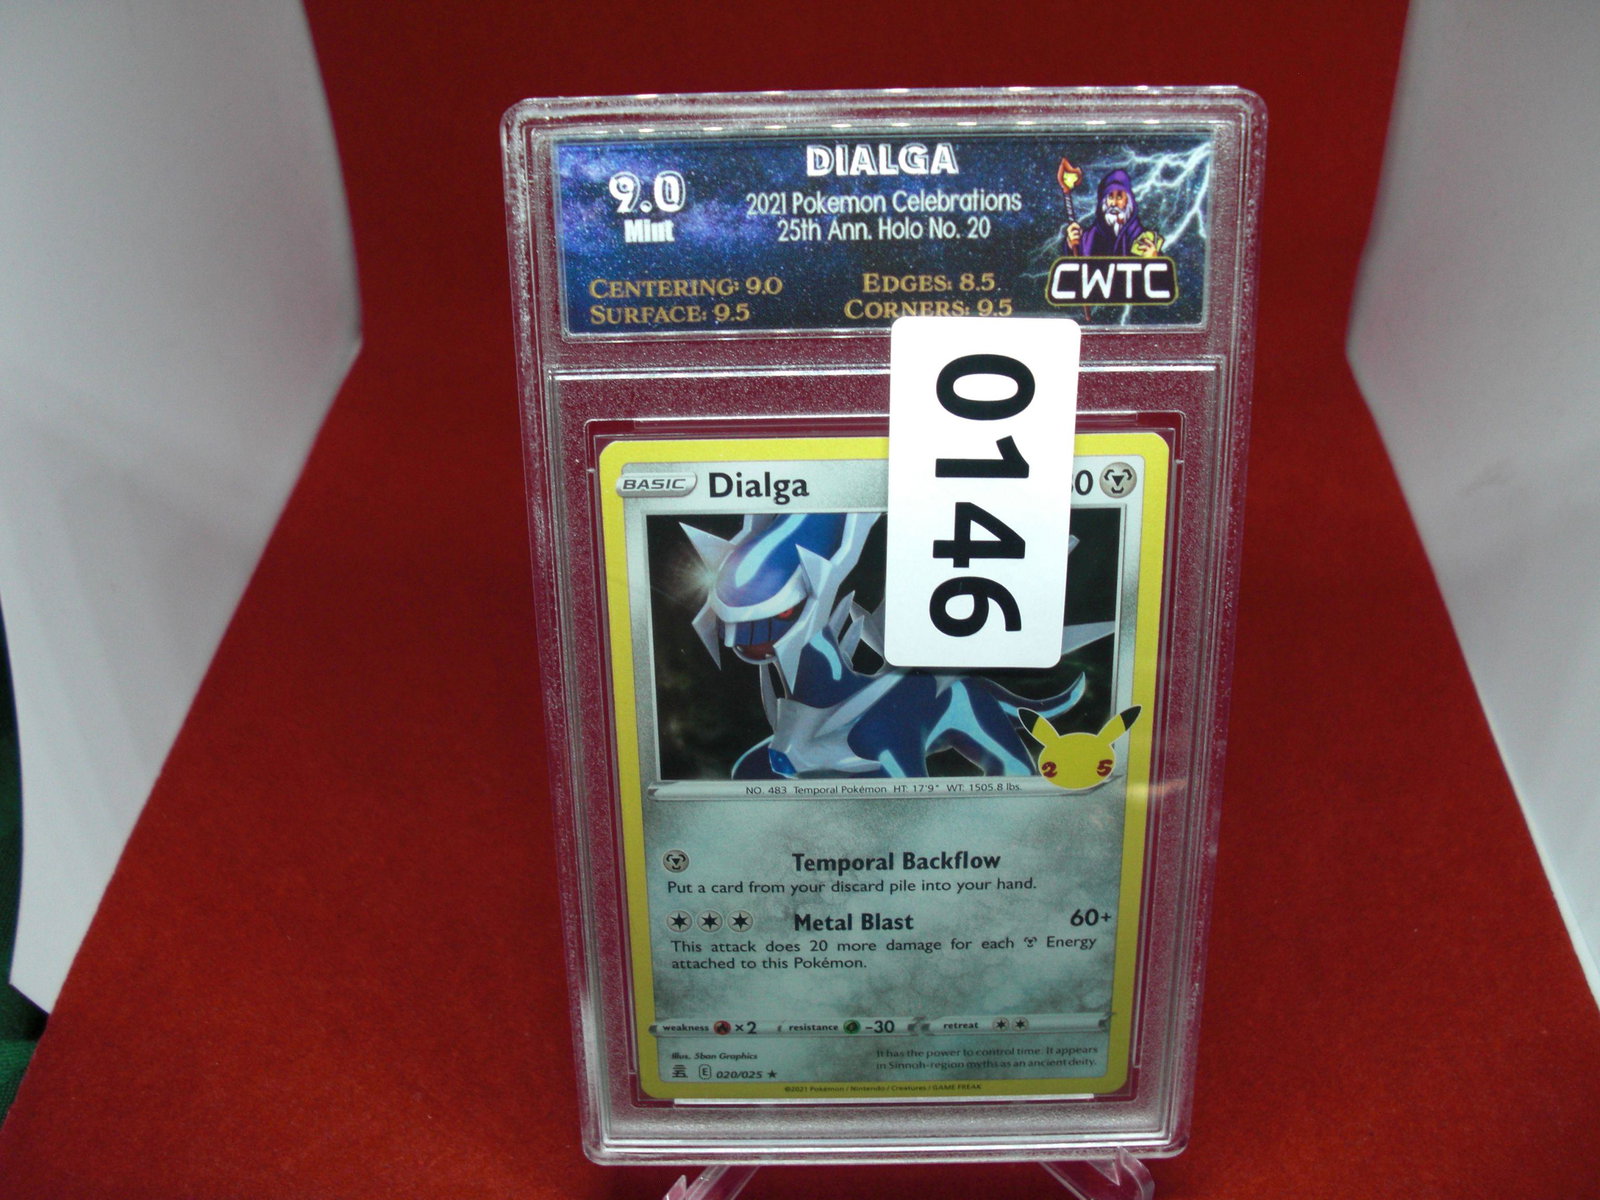 DIALGA
9.0
Mint
2021 Pokemon Celebrations
25th Ann. Holo No. 20
CENTERING: 9.0
EDGES: 8.5
SURFACE: 9.5
CORNERS: 9.5
CWTC
0146
BASIC Dialga
0
25
NO. 483 Temporal Pokémon HT: 17'9" WT: 1505.8 lbs.
Temporal Backflow
Put a card from your discard pile into your hand.
Metal Blast 60+
This attack does 20 more damage for each Energy
attached to this Pokémon.
weakness ×2 resistance -30 retreat
Illus. 5ban Graphics
It has the power to control time. It appears
in Sinnoh-region myths as an ancient deity.
E 020/025 ★
©2021 Pokémon / Nintendo / Creatures / GAME FREAK